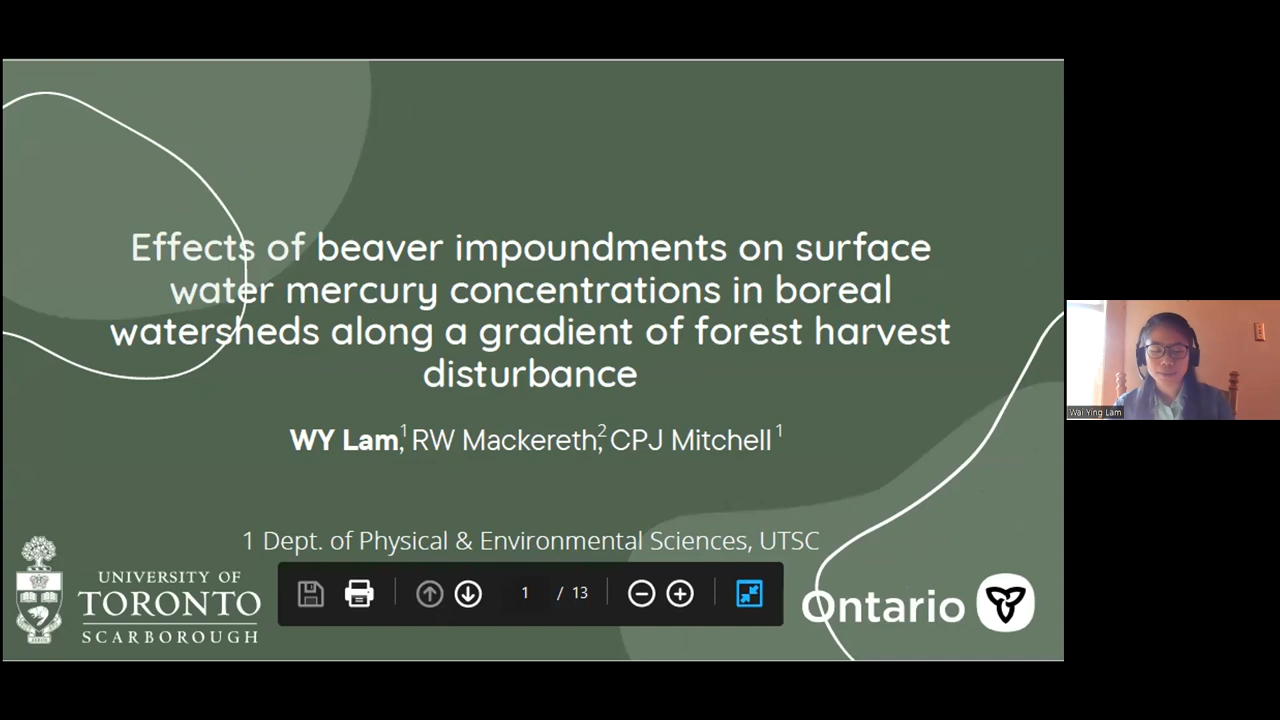 Effects of beaver impoundments on surface
water mercury concentrations in boreal
watersheds along a gradient of forest harvest
disturbance
WY Lam,¹ RW Mackereth,² CPJ Mitchell ¹
1 Dept. of Physical & Environmental Sciences, UTSC
UNIVERSITY OF
TORONTO
SCARBOROUGH
1 / 13
Ontario
Wai Ying Lam